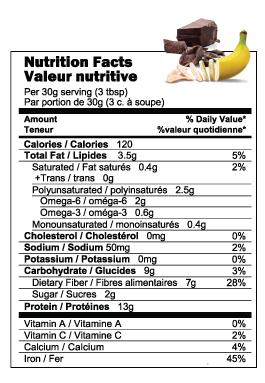 Nutrition Facts
Valeur nutritive
Per 30g serving (3 tbsp)
Par portion de 30g (3 c. à soupe)
Amount % Daily Value*
Teneur %valeur quotidienne*
Calories / Calories 120
Total Fat / Lipides 3.5g 5%
Saturated / Fat saturés 0.4g 2%
+Trans / trans 0g
Polyunsaturated / polyinsaturés 2.5g
Omega-6 / oméga-6 2g
Omega-3 / oméga-3 0.6g
Monounsaturated / monoinsaturés 0.4g
Cholesterol / Cholestérol 0mg 0%
Sodium / Sodium 50mg 2%
Potassium / Potassium 0mg 0%
Carbohydrate / Glucides 9g 3%
Dietary Fiber / Fibres alimentaires 7g 28%
Sugar / Sucres 2g
Protein / Protéines 13g
Vitamin A / Vitamine A 0%
Vitamin C / Vitamine C 2%
Calcium / Calcium 4%
Iron / Fer 45%